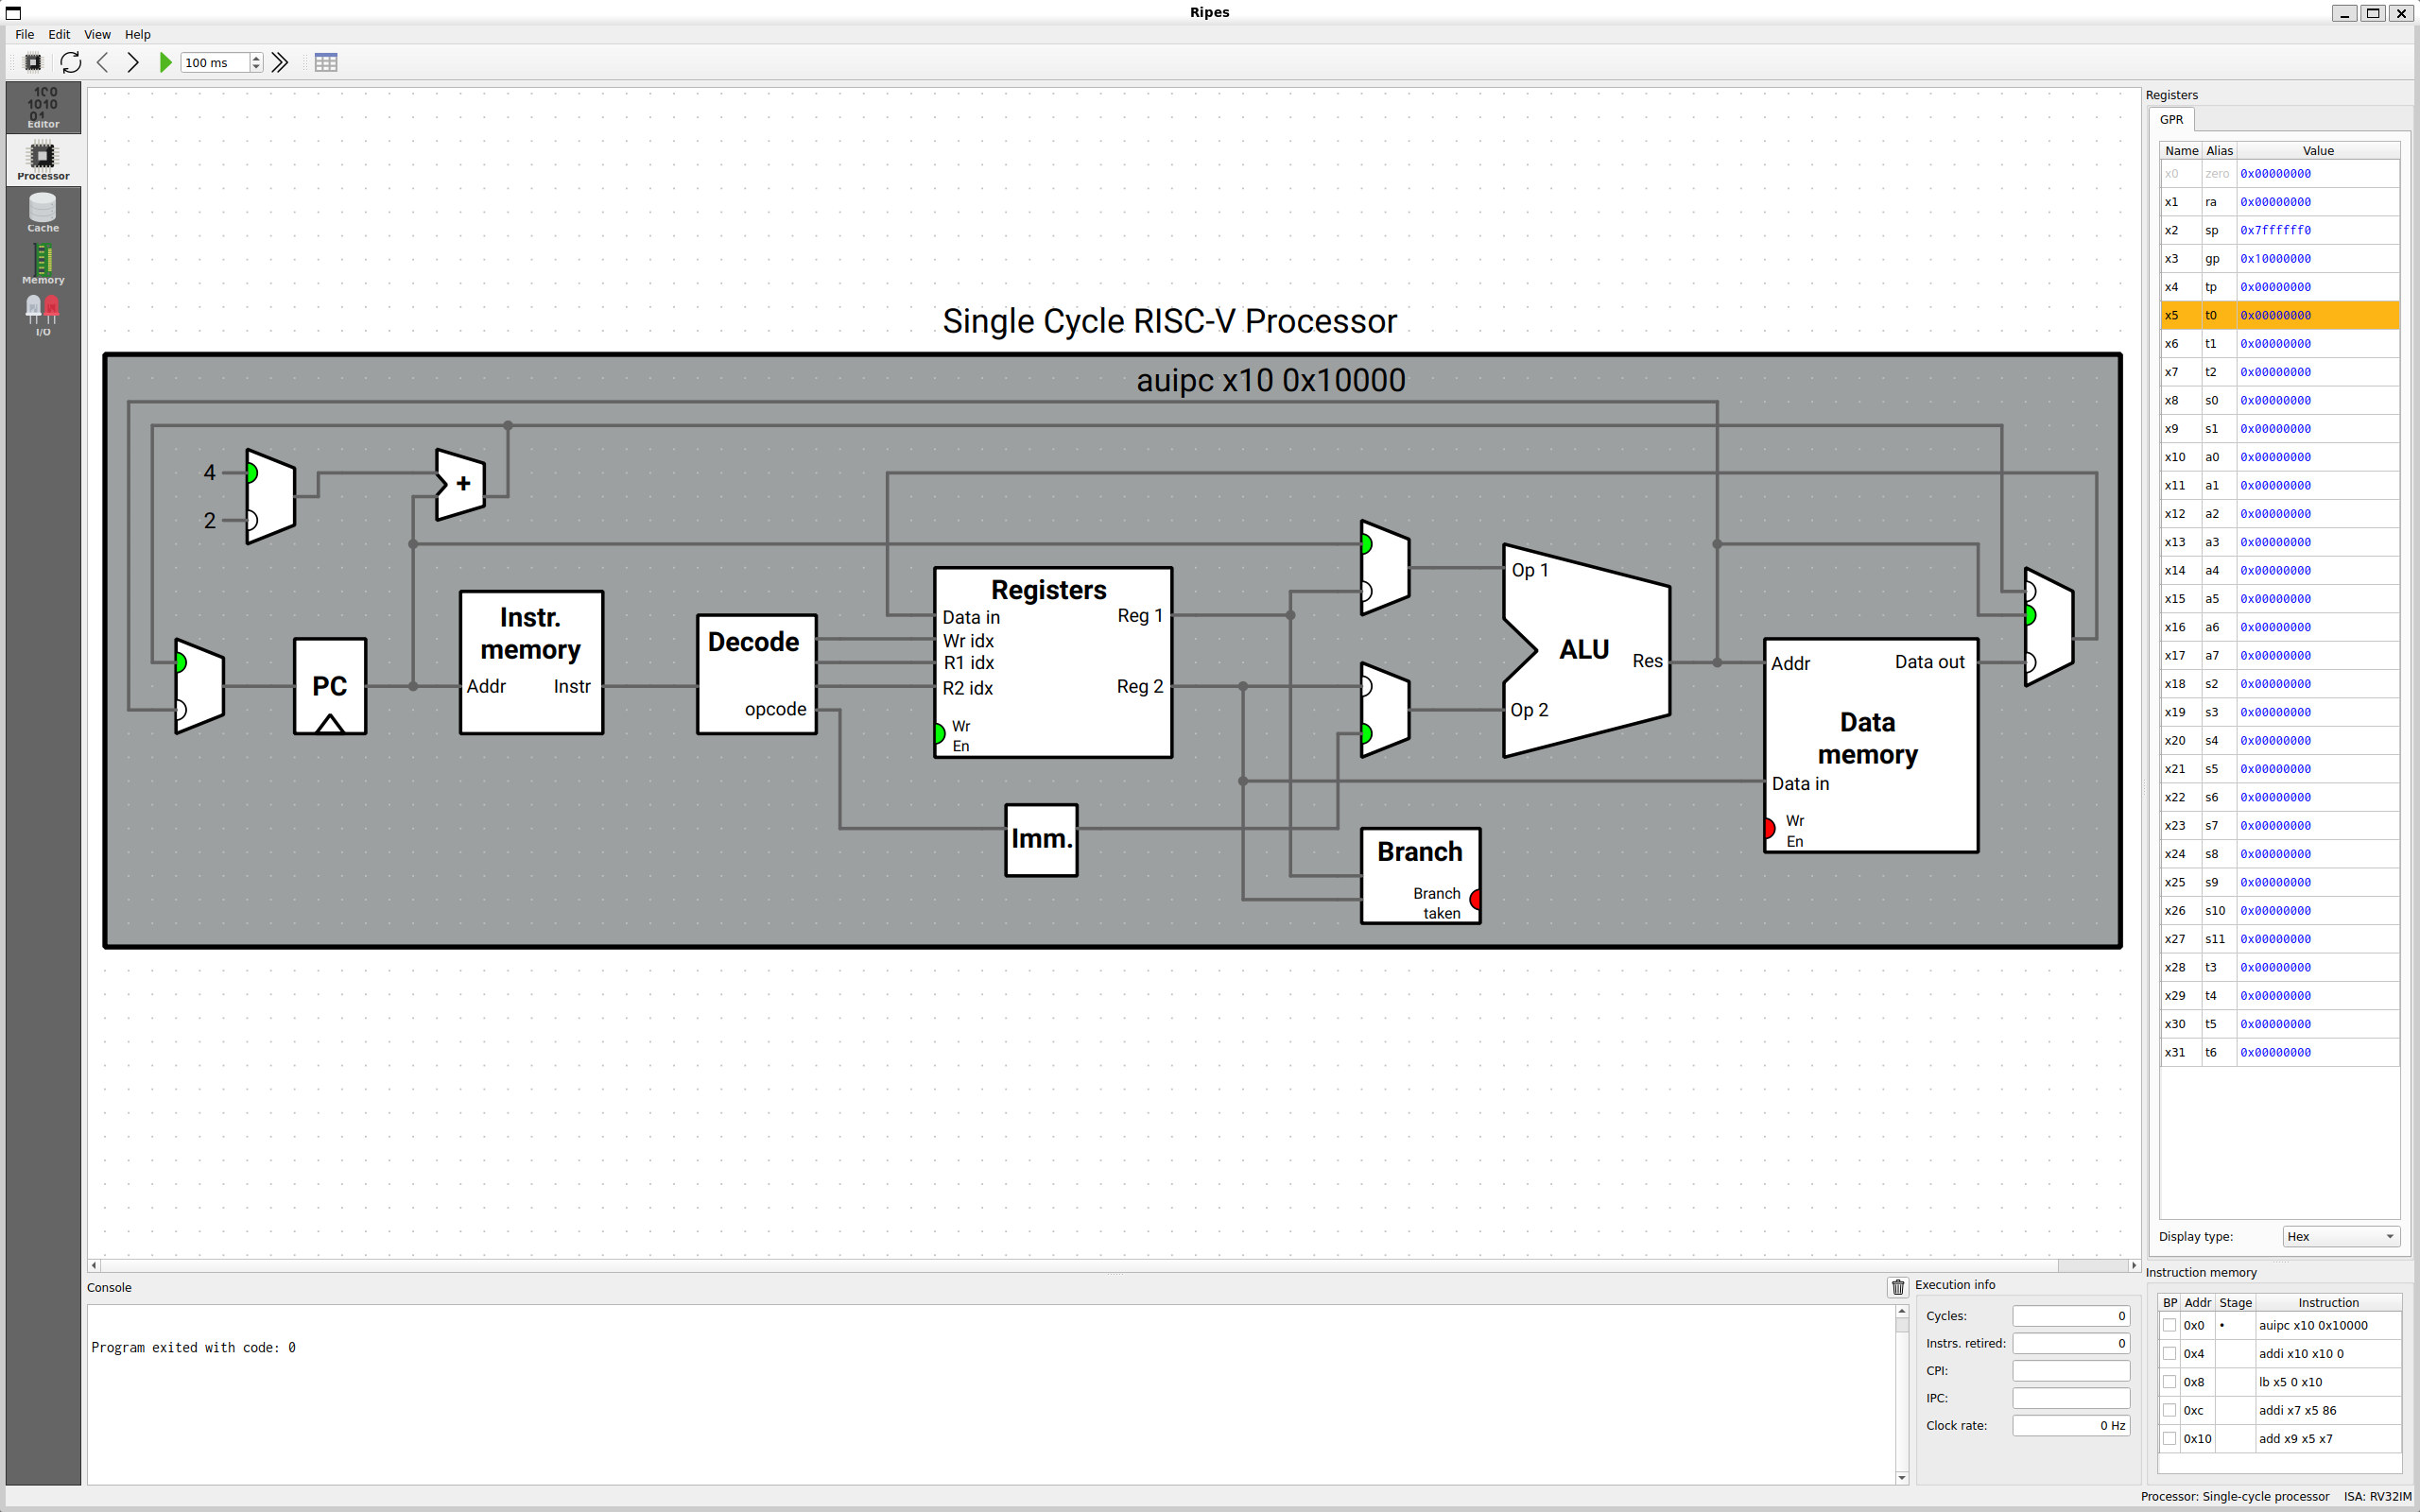 Ripes
File Edit View Help
100 ms
Editor
Processor
Cache
Memory
I/O
Single Cycle RISC-V Processor
auipc x10 0x10000
4
2
+
PC
Instr.
memory
Addr Instr
Decode
opcode
Registers
Data in Reg 1
Wr idx
R1 idx
R2 idx Reg 2
Wr
En
Imm.
Op 1
ALU
Res
Op 2
Branch
Branch
taken
Addr Data out
Data
memory
Data in
Wr
En
Registers
GPR
Name Alias Value
x0 zero 0x00000000
x1 ra 0x00000000
x2 sp 0x7ffffff0
x3 gp 0x10000000
x4 tp 0x00000000
x5 t0 0x00000000
x6 t1 0x00000000
x7 t2 0x00000000
x8 s0 0x00000000
x9 s1 0x00000000
x10 a0 0x00000000
x11 a1 0x00000000
x12 a2 0x00000000
x13 a3 0x00000000
x14 a4 0x00000000
x15 a5 0x00000000
x16 a6 0x00000000
x17 a7 0x00000000
x18 s2 0x00000000
x19 s3 0x00000000
x20 s4 0x00000000
x21 s5 0x00000000
x22 s6 0x00000000
x23 s7 0x00000000
x24 s8 0x00000000
x25 s9 0x00000000
x26 s10 0x00000000
x27 s11 0x00000000
x28 t3 0x00000000
x29 t4 0x00000000
x30 t5 0x00000000
x31 t6 0x00000000
Display type: Hex
Console
Program exited with code: 0
Execution info
Cycles: 0
Instrs. retired: 0
CPI:
IPC:
Clock rate: 0 Hz
Instruction memory
BP Addr Stage Instruction
0x0 • auipc x10 0x10000
0x4 addi x10 x10 0
0x8 lb x5 0 x10
0xc addi x7 x5 86
0x10 add x9 x5 x7
Processor: Single-cycle processor ISA: RV32IM